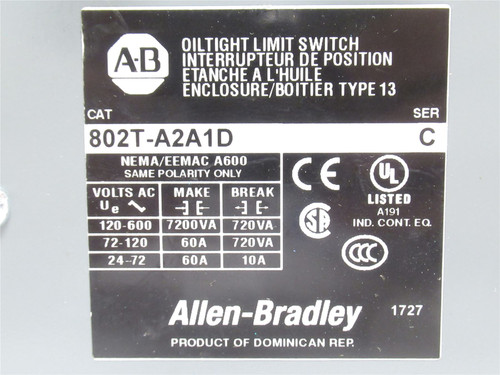 A-B
OILTIGHT LIMIT SWITCH
INTERRUPTEUR DE POSITION
ETANCHE A L'HUILE
ENCLOSURE/BOITIER TYPE 13
CAT SER
802T-A2A1D C
NEMA/EEMAC A600
SAME POLARITY ONLY
VOLTS AC MAKE BREAK
Ue
120-600 7200VA 720VA
72-120 60A 720VA
24-72 60A 10A
CE
UL
LISTED
A191
IND. CONT. EQ.
SA
CCC
Allen-Bradley 1727
PRODUCT OF DOMINICAN REP.